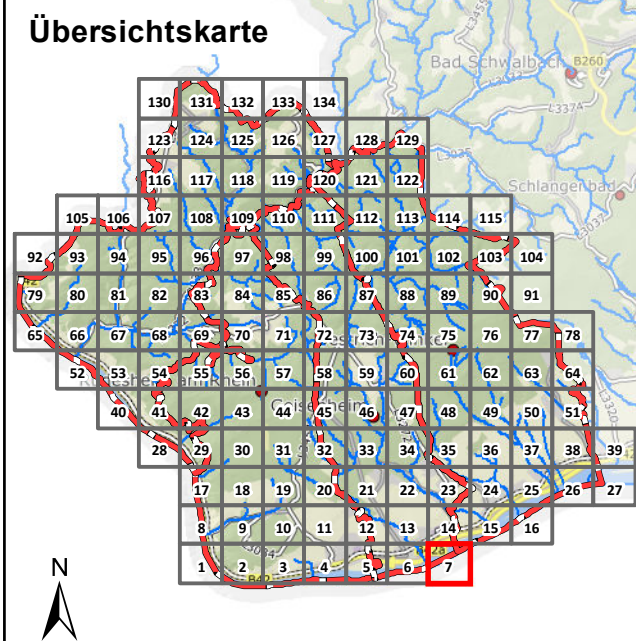 Übersichtskarte
Bad Schwalbach B260
L3374
L3035
Schlangenbad
L3037
130 131 132 133 134
123 124 125 126 127 128 129
116 117 118 119 120 121 122
105 106 107 108 109 110 111 112 113 114 115
92 93 94 95 96 97 98 99 100 101 102 103 104
79 80 81 82 83 84 85 86 87 88 89 90 91
65 66 67 68 69 70 71 72 73 74 75 76 77 78
52 53 54 55 56 57 58 59 60 61 62 63 64
40 41 42 43 44 45 46 47 48 49 50 51
28 29 30 31 32 33 34 35 36 37 38 39
17 18 19 20 21 22 23 24 25 26 27
8 9 10 11 12 13 14 15 16
1 2 3 4 5 6 7
L3034
B42
B42a
L3320
Geisenheim
N